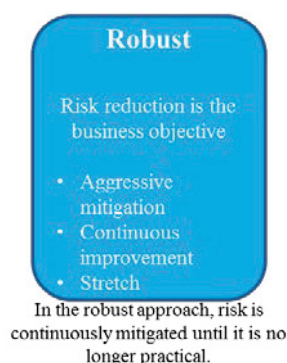 Robust
Risk reduction is the
business objective
• Aggressive
mitigation
• Continuous
improvement
• Stretch
In the robust approach, risk is
continuously mitigated until it is no
longer practical.